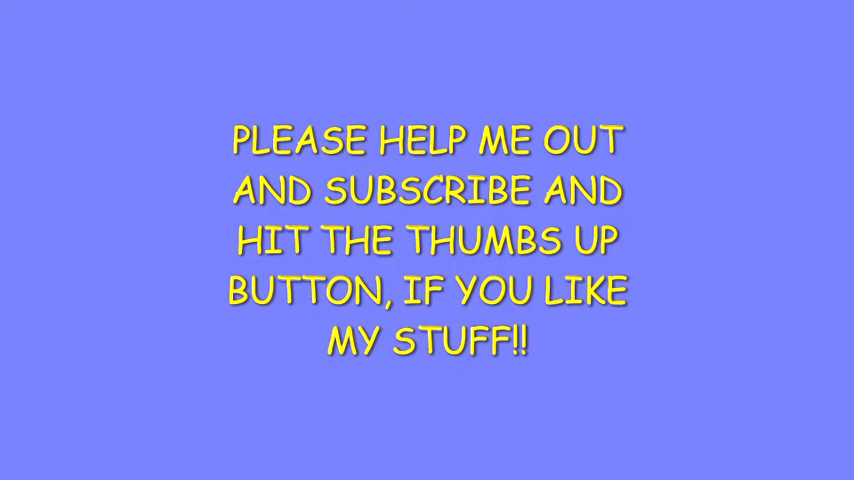 PLEASE HELP ME OUT
AND SUBSCRIBE AND
HIT THE THUMBS UP
BUTTON, IF YOU LIKE
MY STUFF!!